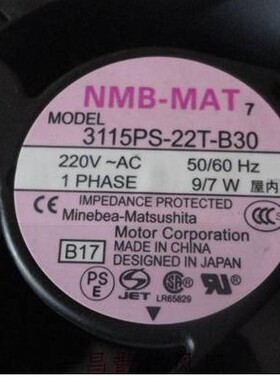 NMB-MAT 7
MODEL
3115PS-22T-B30
220V ~AC 50/60 Hz
1 PHASE 9/7 W 屋内
CCC IMPEDANCE PROTECTED
Minebea-Matsushita
Motor Corporation
MADE IN CHINA
B17 DESIGNED IN JAPAN
PS E JET LR65829